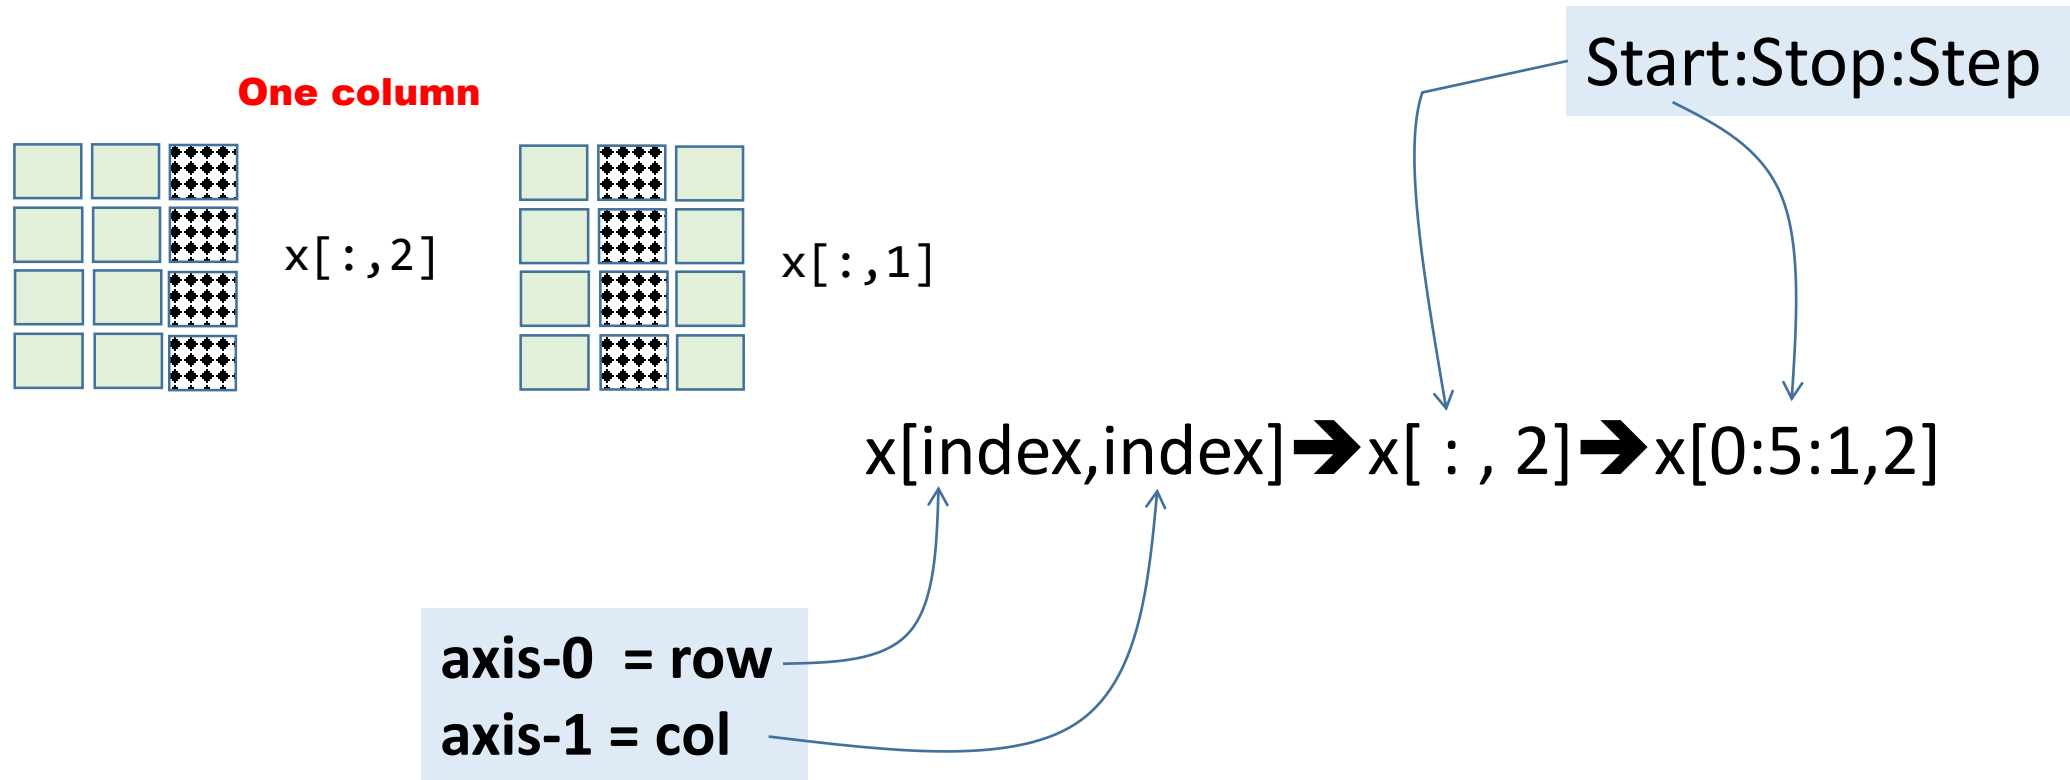 One column
x[:,2]
x[:,1]
Start:Stop:Step
x[index,index]➔x[ : , 2]➔x[0:5:1,2]
axis-0 = row
axis-1 = col